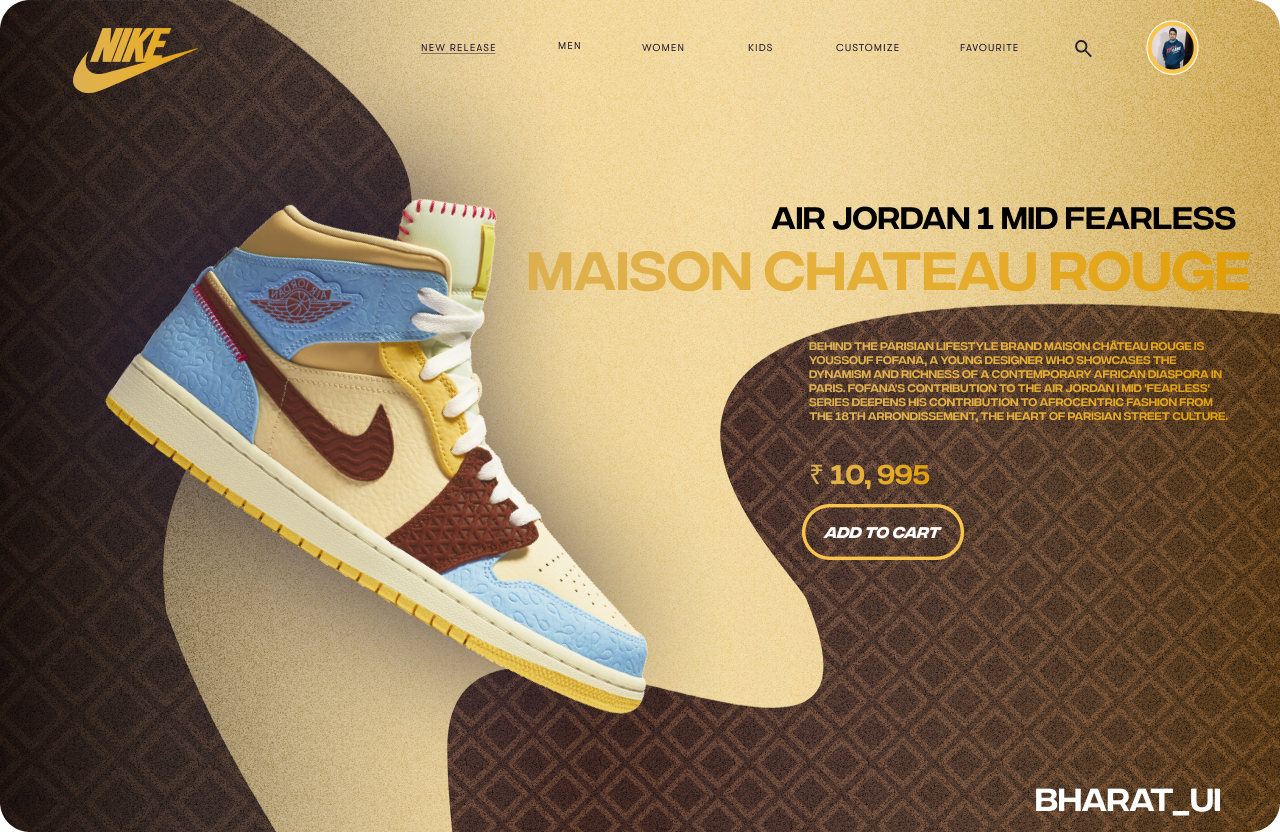 NIKE
NEW RELEASE
MEN
WOMEN
KIDS
CUSTOMIZE
FAVOURITE
AIR JORDAN 1 MID FEARLESS
MAISON CHATEAU ROUGE
BEHIND THE PARISIAN LIFESTYLE BRAND MAISON CHÂTEAU ROUGE IS
YOUSSOUF FOFANA, A YOUNG DESIGNER WHO SHOWCASES THE
DYNAMISM AND RICHNESS OF A CONTEMPORARY AFRICAN DIASPORA IN
PARIS. FOFANA'S CONTRIBUTION TO THE AIR JORDAN I MID 'FEARLESS'
SERIES DEEPENS HIS CONTRIBUTION TO AFROCENTRIC FASHION FROM
THE 18TH ARRONDISSEMENT, THE HEART OF PARISIAN STREET CULTURE.
₹ 10, 995
ADD TO CART
BHARAT_UI